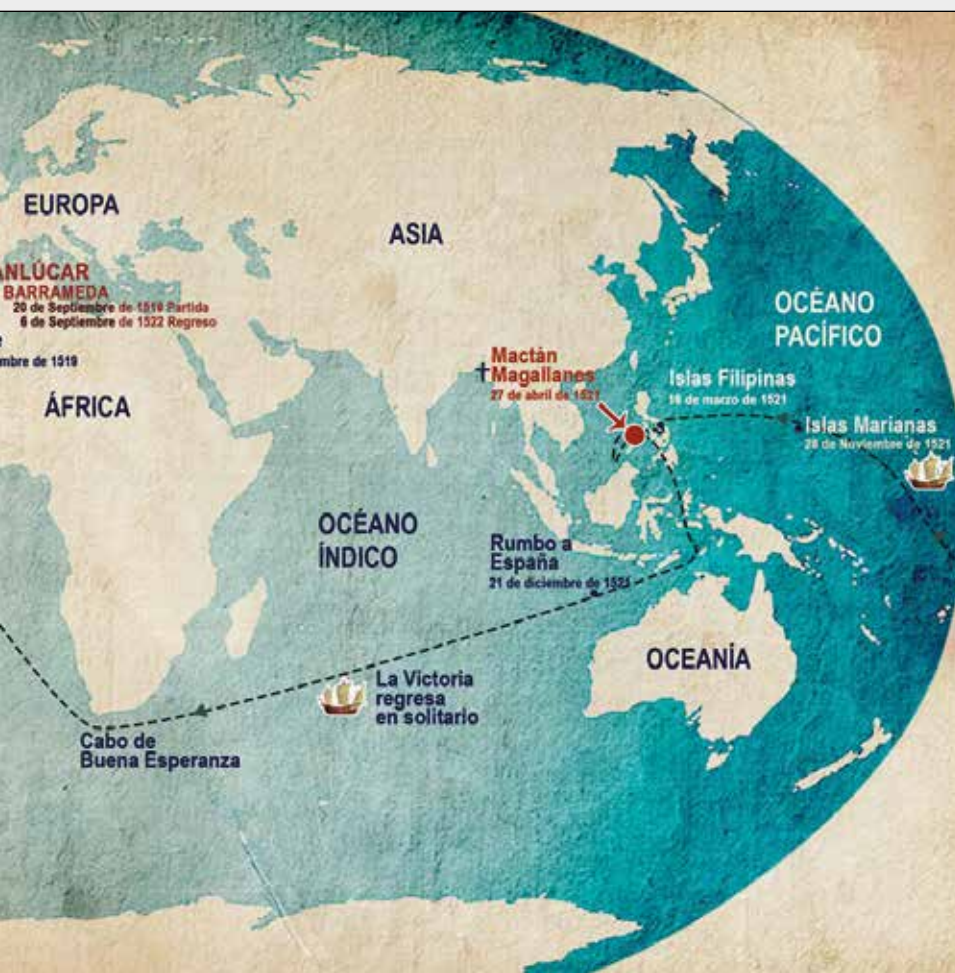 EUROPA
ASIA
ANLÚCAR
BARRAMEDA
20 de Septiembre de 1519 Partida
6 de Septiembre de 1522 Regreso
mbre de 1519
ÁFRICA
OCÉANO
PACÍFICO
Mactán
Magallanes
27 de abril de 1521
Islas Filipinas
16 de marzo de 1521
Islas Marianas
28 de Noviembre de 1521
OCÉANO
ÍNDICO
Rumbo a
España
21 de diciembre de 1521
OCEANÍA
La Victoria
regresa
en solitario
Cabo de
Buena Esperanza